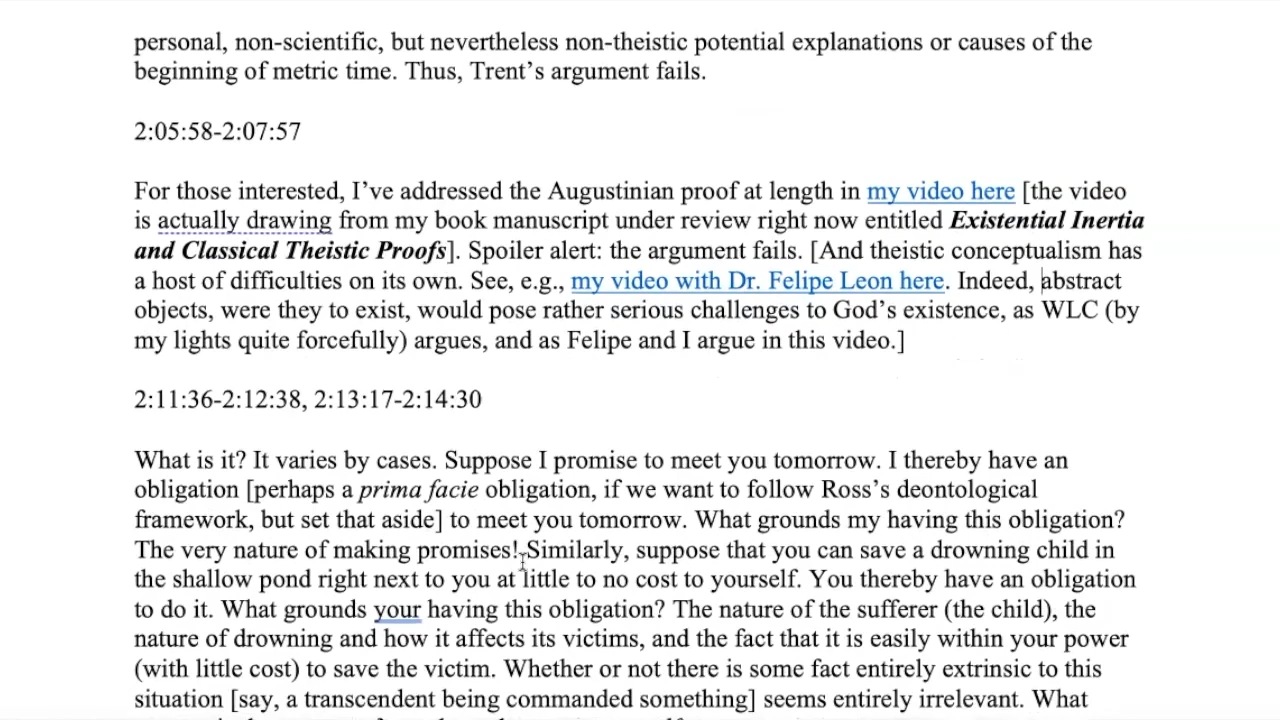 personal, non-scientific, but nevertheless non-theistic potential explanations or causes of the
beginning of metric time. Thus, Trent’s argument fails.
2:05:58-2:07:57
For those interested, I’ve addressed the Augustinian proof at length in my video here [the video
is actually drawing from my book manuscript under review right now entitled Existential Inertia
and Classical Theistic Proofs]. Spoiler alert: the argument fails. [And theistic conceptualism has
a host of difficulties on its own. See, e.g., my video with Dr. Felipe Leon here. Indeed, abstract
objects, were they to exist, would pose rather serious challenges to God’s existence, as WLC (by
my lights quite forcefully) argues, and as Felipe and I argue in this video.]
2:11:36-2:12:38, 2:13:17-2:14:30
What is it? It varies by cases. Suppose I promise to meet you tomorrow. I thereby have an
obligation [perhaps a prima facie obligation, if we want to follow Ross’s deontological
framework, but set that aside] to meet you tomorrow. What grounds my having this obligation?
The very nature of making promises! Similarly, suppose that you can save a drowning child in
the shallow pond right next to you at little to no cost to yourself. You thereby have an obligation
to do it. What grounds your having this obligation? The nature of the sufferer (the child), the
nature of drowning and how it affects its victims, and the fact that it is easily within your power
(with little cost) to save the victim. Whether or not there is some fact entirely extrinsic to this
situation [say, a transcendent being commanded something] seems entirely irrelevant. What